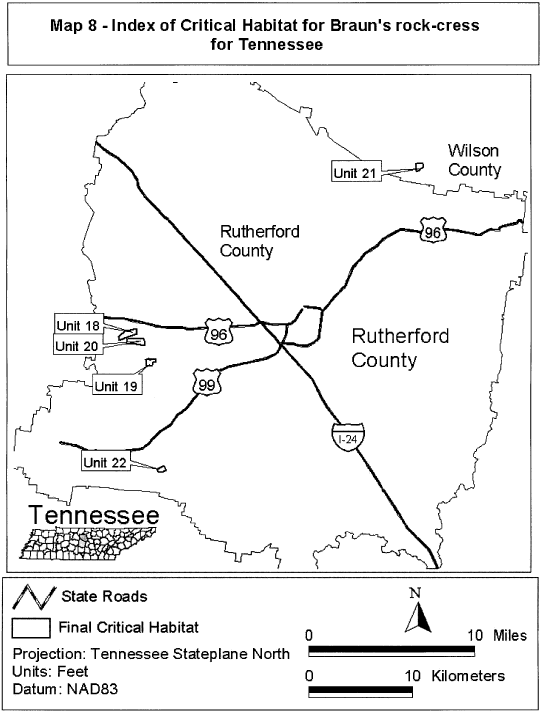 Map 8 - Index of Critical Habitat for Braun's rock-cress
for Tennessee
Wilson
County
Unit 21
Rutherford
County
96
Unit 18
96
Unit 20
Rutherford
County
Unit 19
99
I-24
Unit 22
Tennessee
State Roads
Final Critical Habitat
Projection: Tennessee Stateplane North
Units: Feet
Datum: NAD83
N
0 10 Miles
0 10 Kilometers